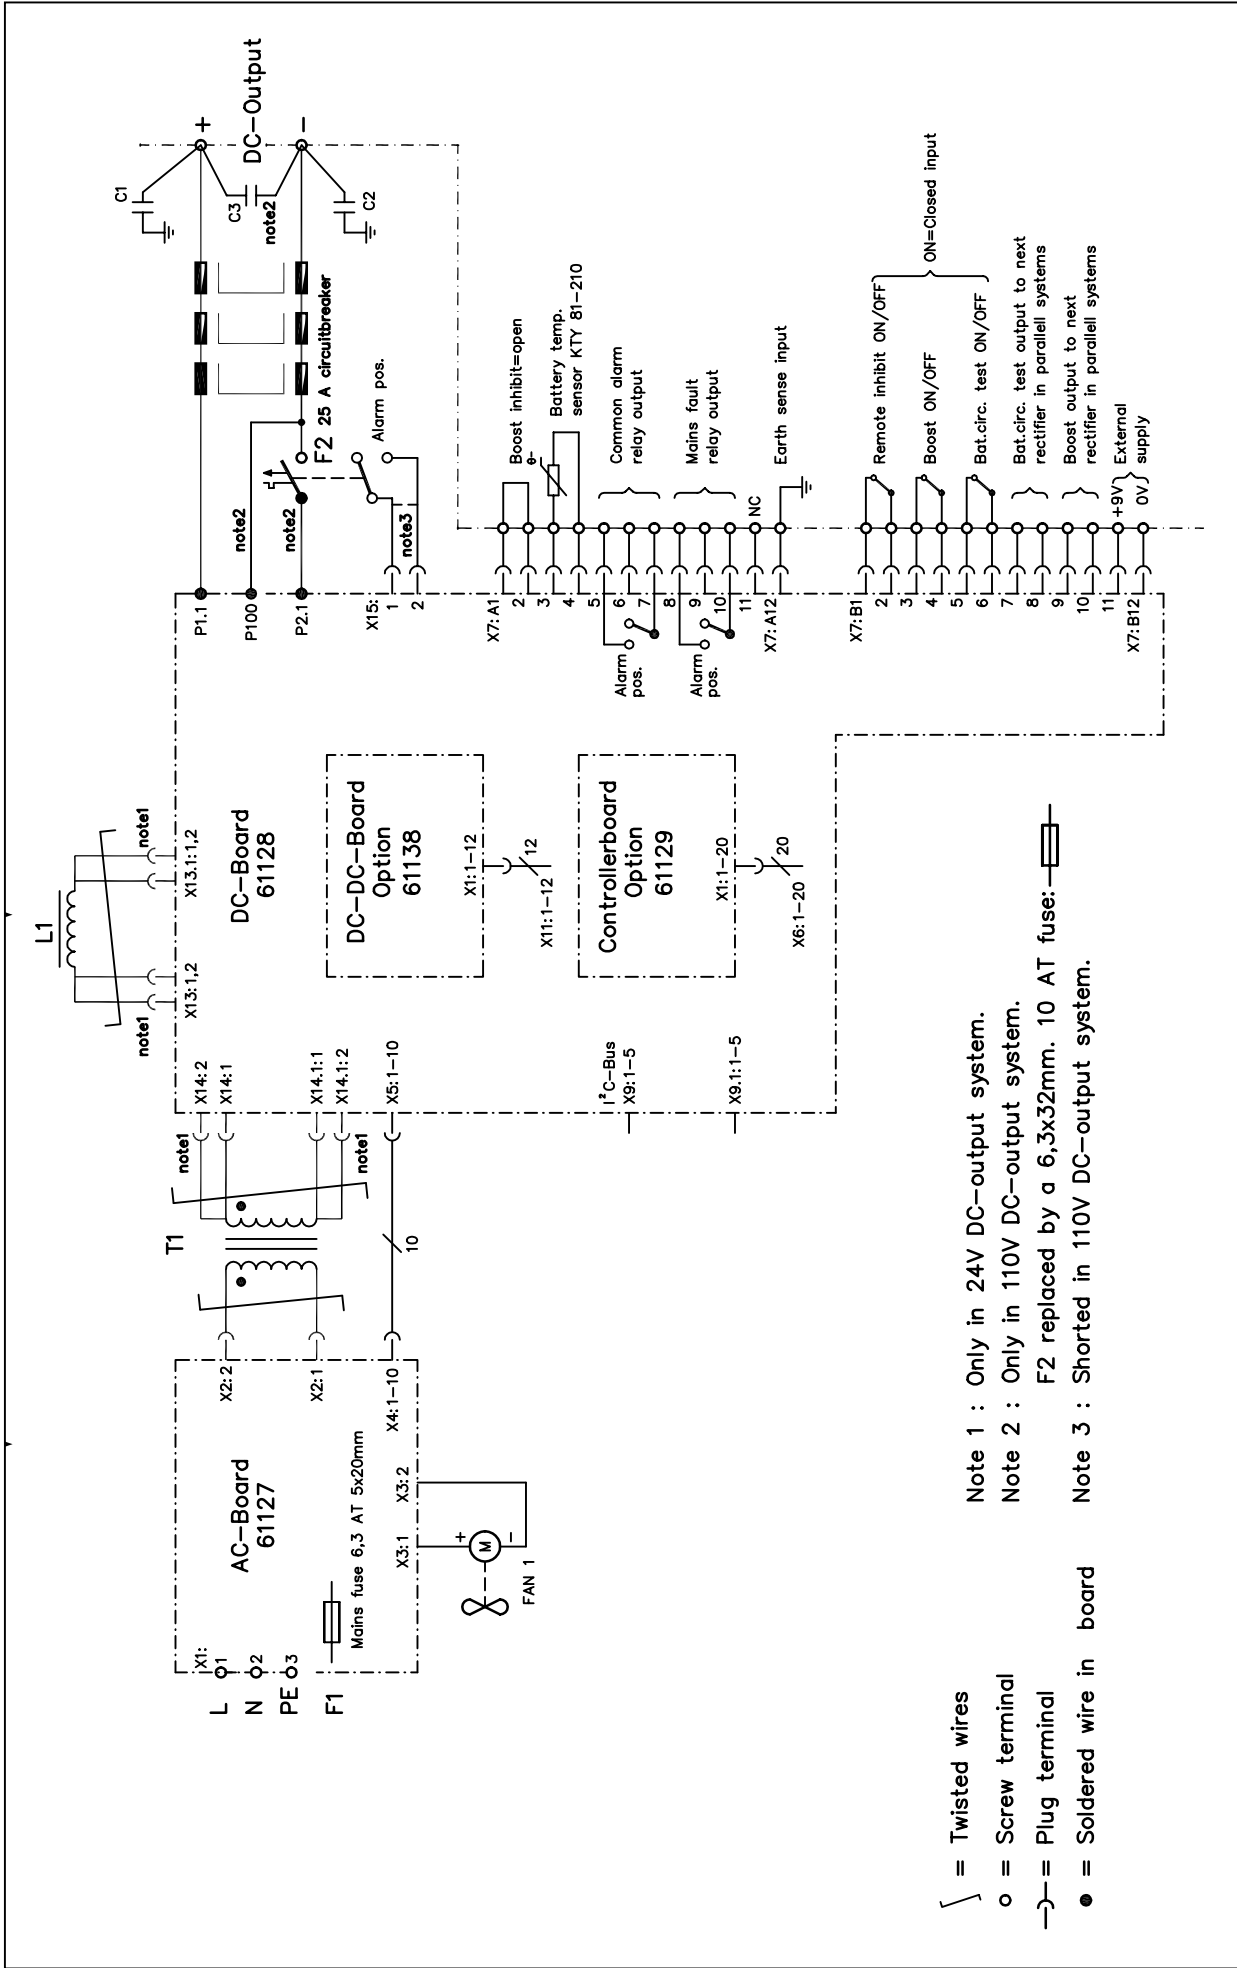 L1
note1
note1
X13:1,2
X13.1:1,2
T1
note1
note1
X14:2
X14:1
X14.1:1
X14.1:2
X5:1-10
10
X2:2
X2:1
X4:1-10
AC-Board
61127
X1:
1
2
3
L
N
PE
F1
Mains fuse 6,3 AT 5x20mm
X3:1
X3:2
+
-
M
FAN 1
DC-Board
61128
DC-DC-Board
Option
61138
X1:1-12
12
X11:1-12
Controllerboard
Option
61129
X1:1-20
20
X6:1-20
I²C-Bus
X9:1-5
X9.1:1-5
P1.1
P100
P2.1
note2
note2
X15:
1
2
note3
F2
25 A circuitbreaker
Alarm pos.
C1
C3
note2
C2
+
DC-Output
-
X7:A1
2
3
4
5
6
7
8
9
10
11
X7:A12
NC
Alarm
pos.
Alarm
pos.
Boost inhibit=open
Battery temp.
sensor KTY 81-210
Common alarm
relay output
Mains fault
relay output
Earth sense input
X7:B1
2
3
4
5
6
7
8
9
10
11
X7:B12
Remote inhibit ON/OFF
Boost ON/OFF
Bat.circ. test ON/OFF
ON=Closed input
Bat.circ. test output to next
rectifier in parallell systems
Boost output to next
rectifier in parallell systems
+9V
0V
External
supply
Note 1 : Only in 24V DC-output system.
Note 2 : Only in 110V DC-output system.
F2 replaced by a 6,3x32mm. 10 AT fuse:
Note 3 : Shorted in 110V DC-output system.
= Twisted wires
= Screw terminal
= Plug terminal
= Soldered wire in board